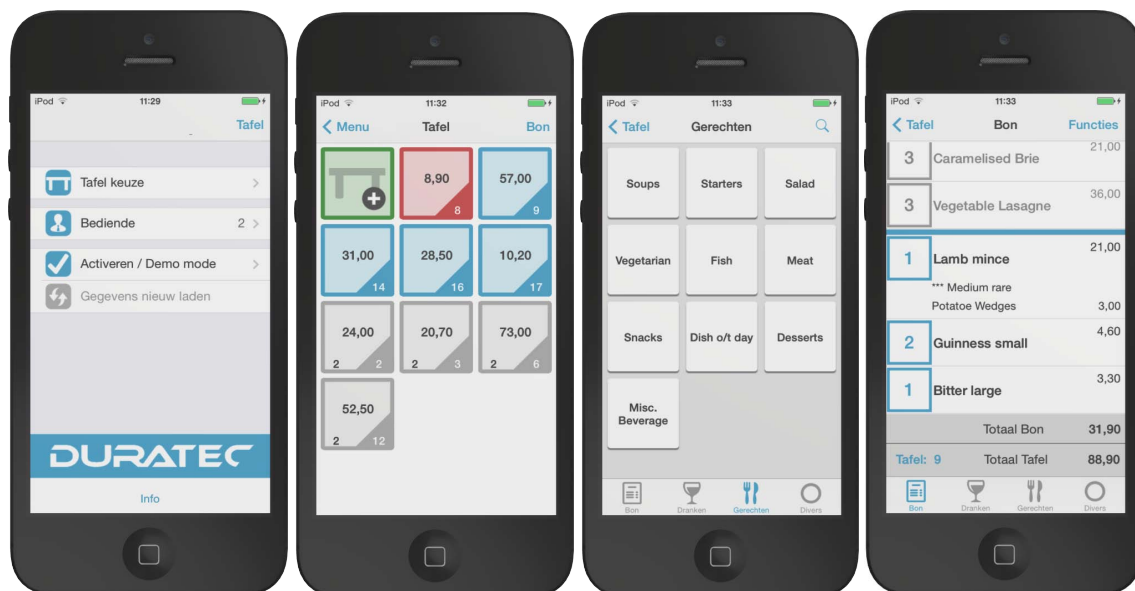 iPod
11:29
Tafel
Tafel keuze
Bediende
2
Activeren / Demo mode
Gegevens nieuw laden
DURATEC
Info
iPod
11:32
Menu
Tafel
Bon
8,90
8
57,00
9
31,00
14
28,50
16
10,20
17
24,00
2
2
20,70
2
3
73,00
2
6
52,50
2
12
iPod
11:33
Tafel
Gerechten
Soups
Starters
Salad
Vegetarian
Fish
Meat
Snacks
Dish o/t day
Desserts
Misc.
Beverage
Bon
Dranken
Gerechten
Divers
iPod
11:33
Tafel
Bon
Functies
3 Caramelised Brie 21,00
3 Vegetable Lasagne 36,00
1 Lamb mince 21,00
*** Medium rare
Potatoe Wedges 3,00
2 Guinness small 4,60
1 Bitter large 3,30
Totaal Bon 31,90
Tafel: 9 Totaal Tafel 88,90
Bon
Dranken
Gerechten
Divers